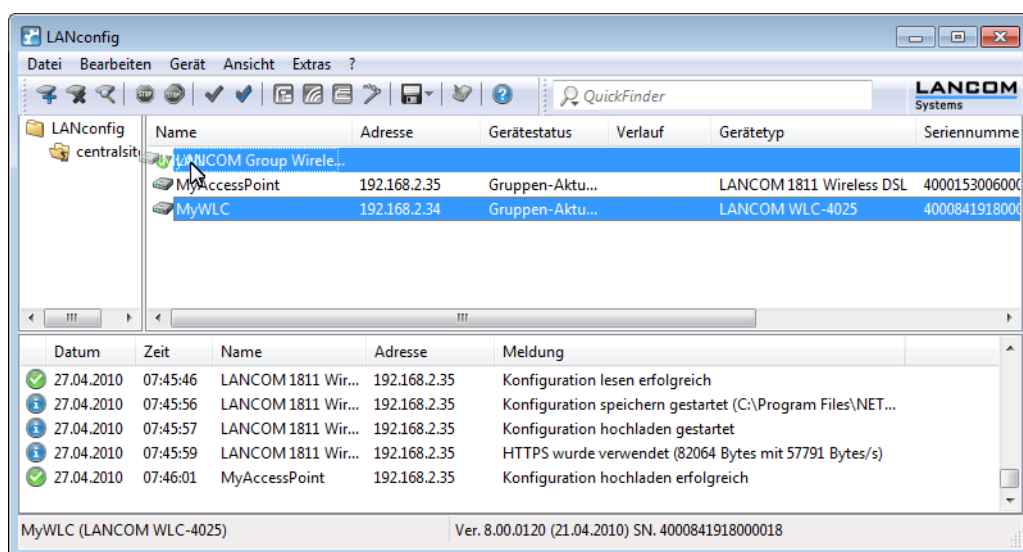 LANconfig
Datei Bearbeiten Gerät Ansicht Extras ?
QuickFinder
LANCOM
Systems
LANconfig
centralsit
Name Adresse Gerätestatus Verlauf Gerätetyp Seriennumme
LANCOM Group Wirele...
MyAccessPoint 192.168.2.35 Gruppen-Aktu... LANCOM 1811 Wireless DSL 4000153006000
MyWLC 192.168.2.34 Gruppen-Aktu... LANCOM WLC-4025 4000841918000
Datum Zeit Name Adresse Meldung
27.04.2010 07:45:46 LANCOM 1811 Wir... 192.168.2.35 Konfiguration lesen erfolgreich
27.04.2010 07:45:56 LANCOM 1811 Wir... 192.168.2.35 Konfiguration speichern gestartet (C:\Program Files\NET...
27.04.2010 07:45:57 LANCOM 1811 Wir... 192.168.2.35 Konfiguration hochladen gestartet
27.04.2010 07:45:59 LANCOM 1811 Wir... 192.168.2.35 HTTPS wurde verwendet (82064 Bytes mit 57791 Bytes/s)
27.04.2010 07:46:01 MyAccessPoint 192.168.2.35 Konfiguration hochladen erfolgreich
MyWLC (LANCOM WLC-4025) Ver. 8.00.0120 (21.04.2010) SN. 4000841918000018